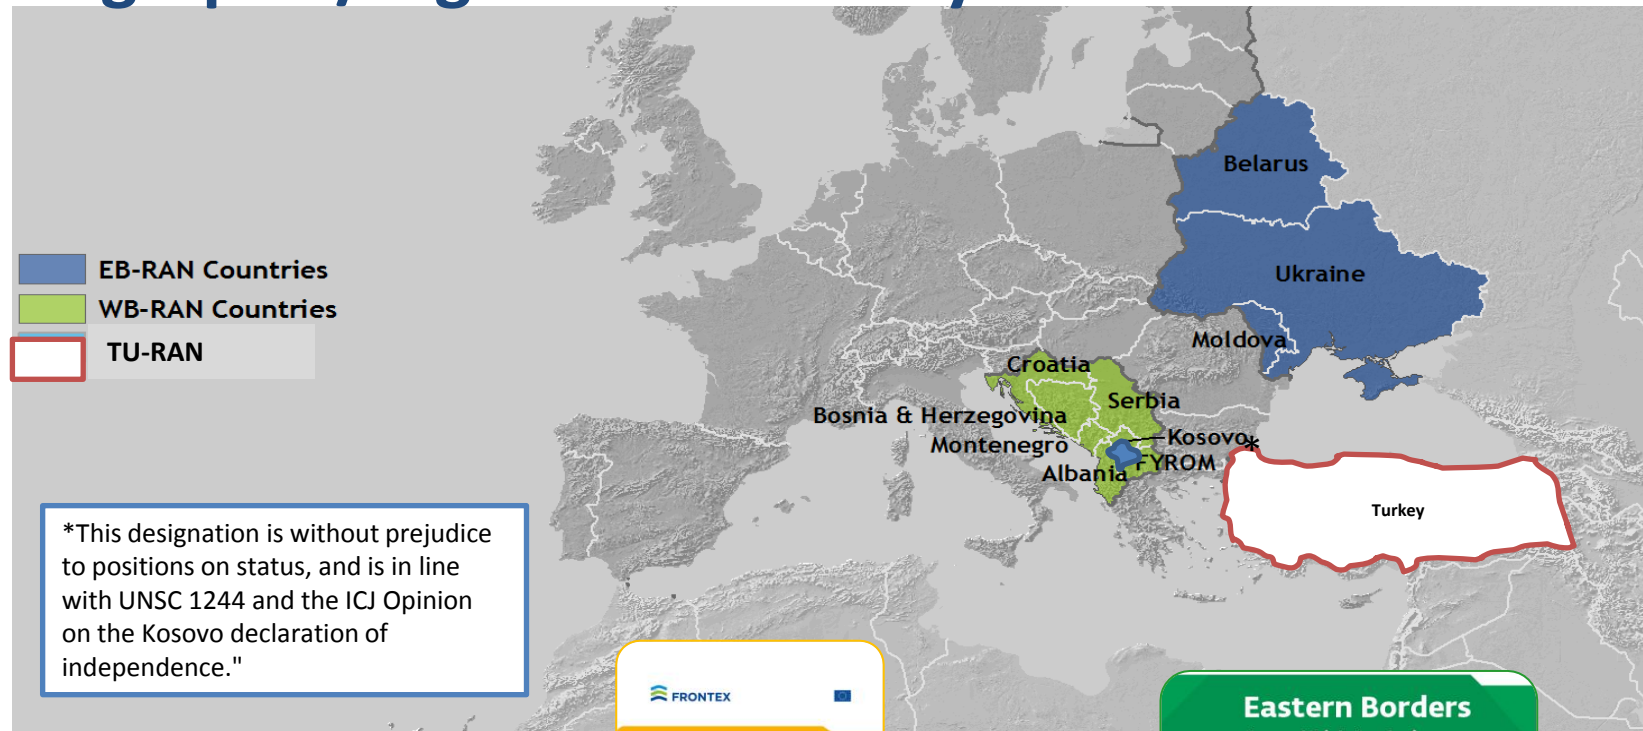 EB-RAN Countries
WB-RAN Countries
TU-RAN
Belarus
Ukraine
Moldova
Croatia
Serbia
Bosnia & Herzegovina
Kosovo*
Montenegro
FYROM
Albania
Turkey
*This designation is without prejudice
to positions on status, and is in line
with UNSC 1244 and the ICJ Opinion
on the Kosovo declaration of
independence."
FRONTEX
Eastern Borders